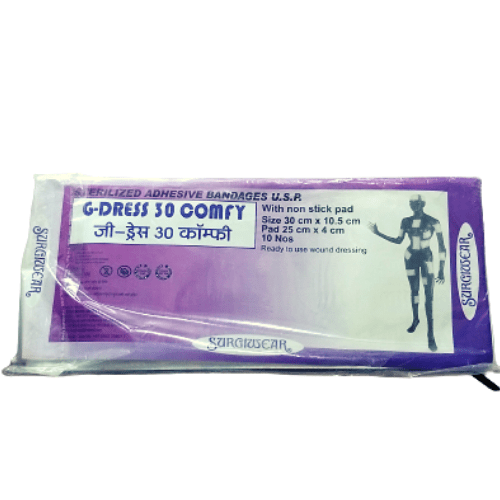 STERILIZED ADHESIVE BANDAGES U.S.P.
G-DRESS 30 COMFY
जी-ड्रेस 30 कॉम्फी
With non stick pad
Size 30 cm x 10.5 cm
Pad 25 cm x 4 cm
10 Nos
Ready to use wound dressing
SURGIWEAR®
SURGIWEAR®
SURGIWEAR®